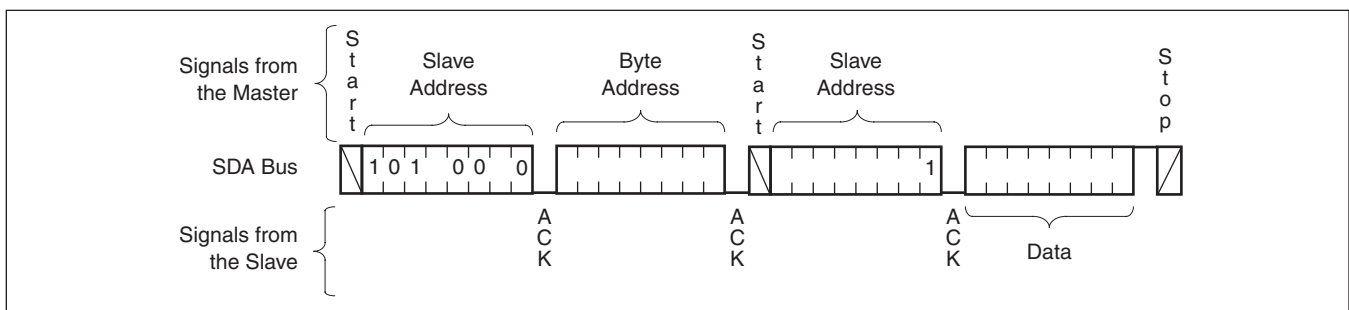 Signals from
the Master
Start
Slave
Address
Byte
Address
Start
Slave
Address
Stop
SDA Bus
1 0 1 0 0 0
1
Signals from
the Slave
ACK
ACK
ACK
Data